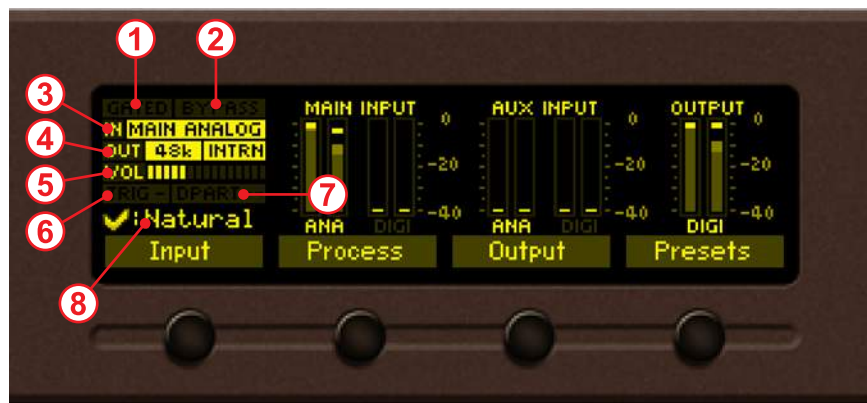 1 2
3 4 5 6 7 8
GATED BYPASS
IN MAIN ANALOG
OUT 48k INTRN
VOL
TRIG - DPART
✓:Natural
MAIN INPUT
0
-20
-40
ANA DIGI
AUX INPUT
0
-20
-40
ANA DIGI
OUTPUT
0
-20
-40
DIGI
Input Process Output Presets